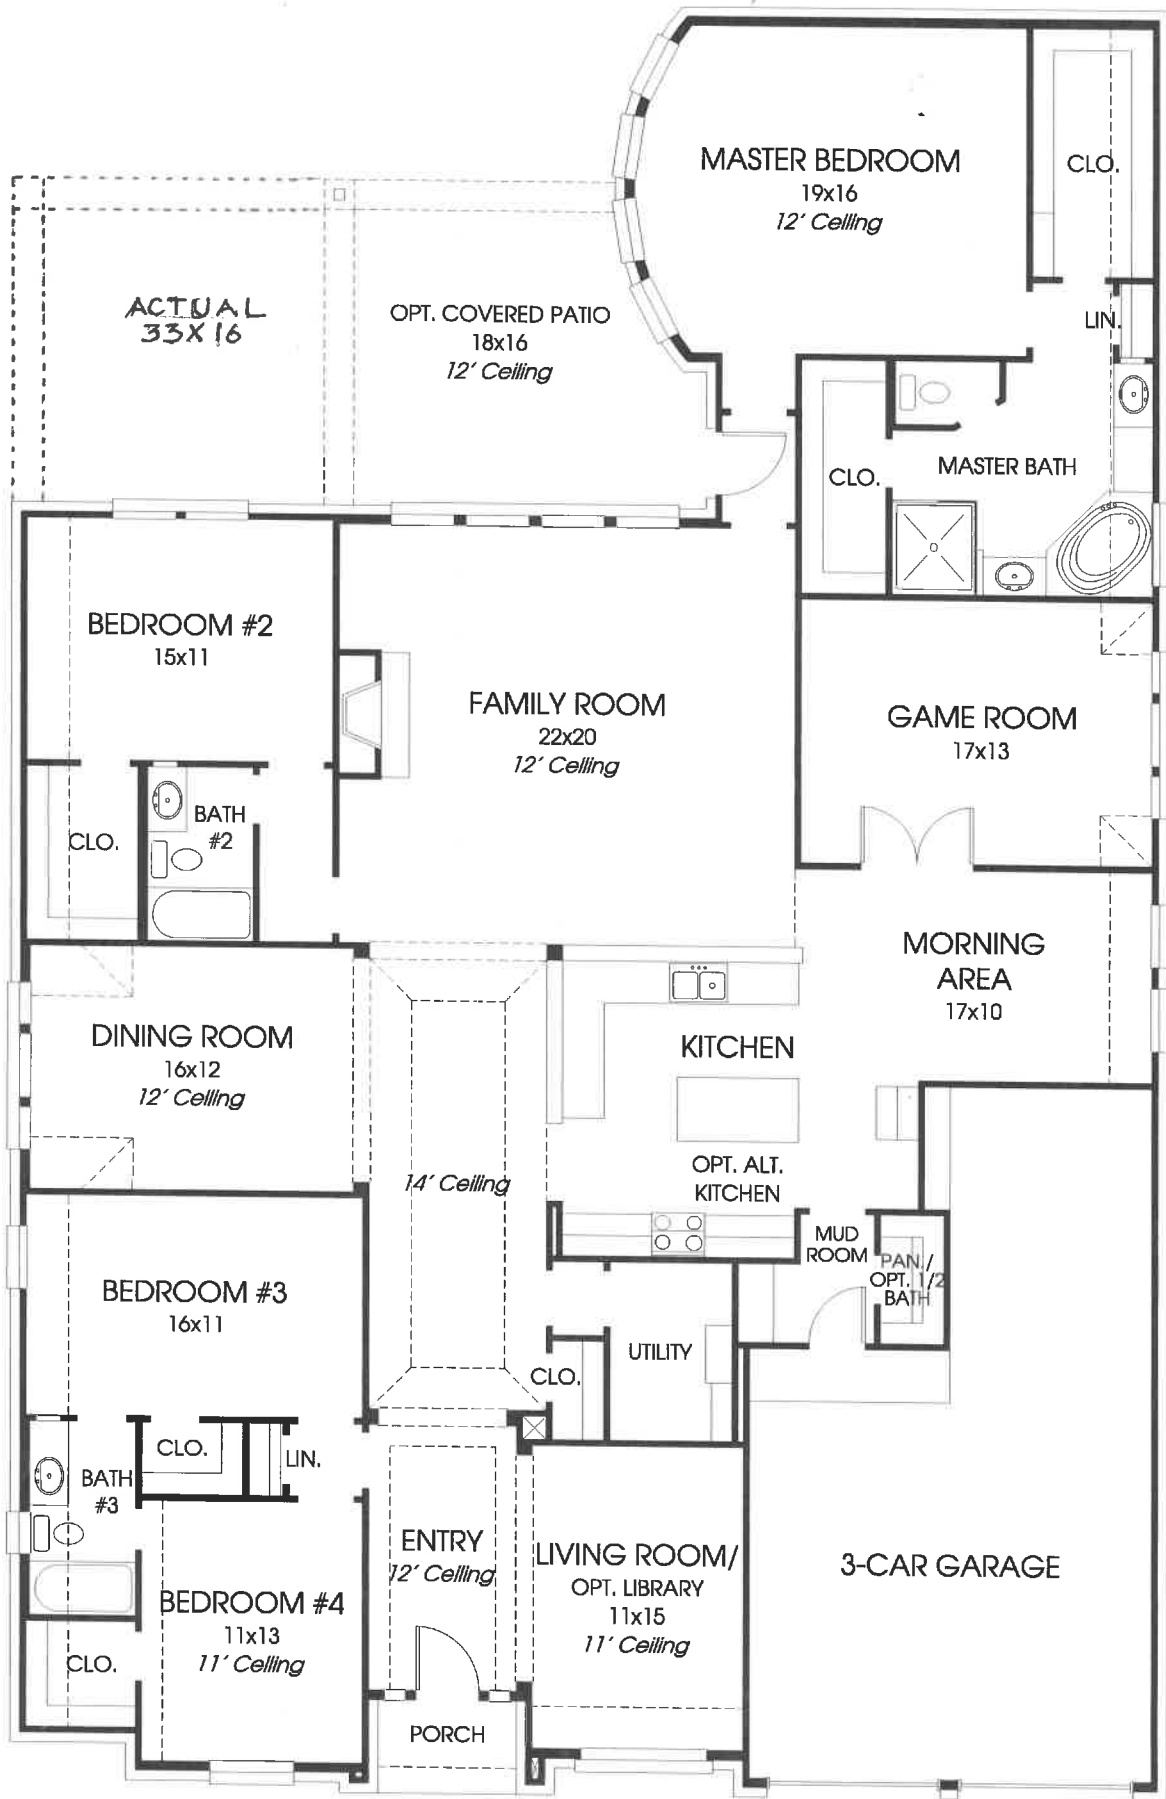 MASTER BEDROOM
19x16
12' Ceiling
CLO.
LIN.
ACTUAL
33X16
OPT. COVERED PATIO
18x16
12' Ceiling
CLO.
MASTER BATH
BEDROOM #2
15x11
FAMILY ROOM
22x20
12' Ceiling
GAME ROOM
17x13
CLO.
BATH
#2
MORNING
AREA
17x10
DINING ROOM
16x12
12' Ceiling
KITCHEN
OPT. ALT.
KITCHEN
14' Ceiling
MUD
ROOM
PAN./
OPT. 1/2
BATH
BEDROOM #3
16x11
UTILITY
CLO.
CLO.
LIN.
BATH
#3
ENTRY
12' Ceiling
LIVING ROOM/
OPT. LIBRARY
11x15
11' Ceiling
3-CAR GARAGE
BEDROOM #4
11x13
11' Ceiling
CLO.
PORCH